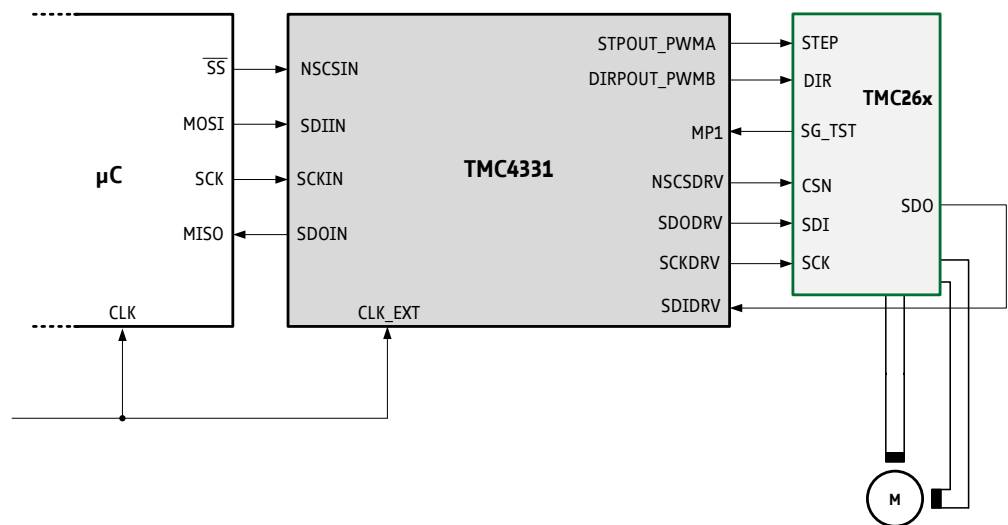 STPOUT_PWMA
STEP
SS
NSCSIN
DIRPOUT_PWMB
DIR
TMC26x
MOSI
SDIIN
MP1
SG_TST
µC
SCK
SCKIN
TMC4331
NSCSDRV
CSN
SDO
MISO
SDOIN
SDODRV
SDI
SCKDRV
SCK
CLK
CLK_EXT
SDIDRV
M